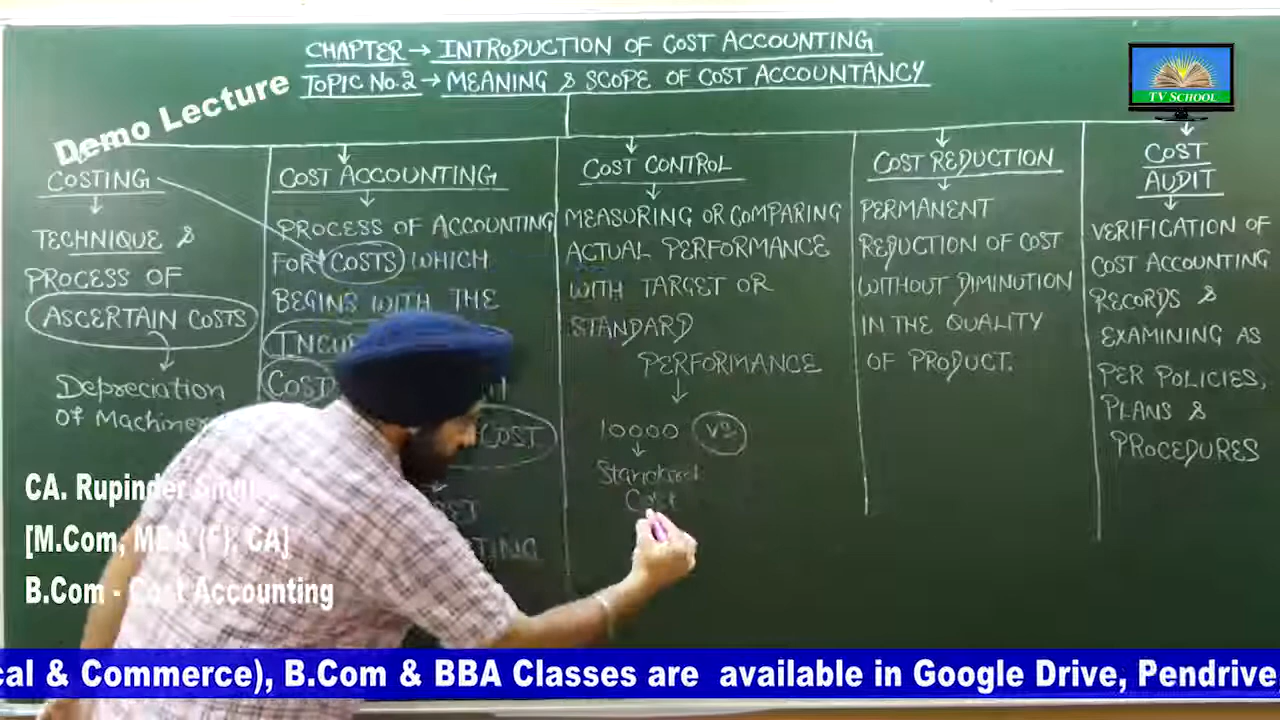 CHAPTER → INTRODUCTION OF COST ACCOUNTING
TOPIC NO.2 → MEANING & SCOPE OF COST ACCOUNTANCY
TV SCHOOL
Demo Lecture
COSTING
TECHNIQUE &
PROCESS OF
ASCERTAIN COSTS
Depreciation
of Machinery
COST ACCOUNTING
PROCESS OF ACCOUNTING
FOR COSTS WHICH
BEGINS WITH THE
COST
COST CONTROL
MEASURING OR COMPARING
ACTUAL PERFORMANCE
WITH TARGET OR
STANDARD
PERFORMANCE
10000 VS
Standard
Cost
COST REDUCTION
PERMANENT
REDUCTION OF COST
WITHOUT DIMINUTION
IN THE QUALITY
OF PRODUCT.
COST
AUDIT
VERIFICATION OF
COST ACCOUNTING
RECORDS &
EXAMINING AS
PER POLICIES,
PLANS &
PROCEDURES
CA. Rupinder Singh
[M.Com, MBA (F), CA]
B.Com - Cost Accounting
cal & Commerce), B.Com & BBA Classes are available in Google Drive, Pendrive